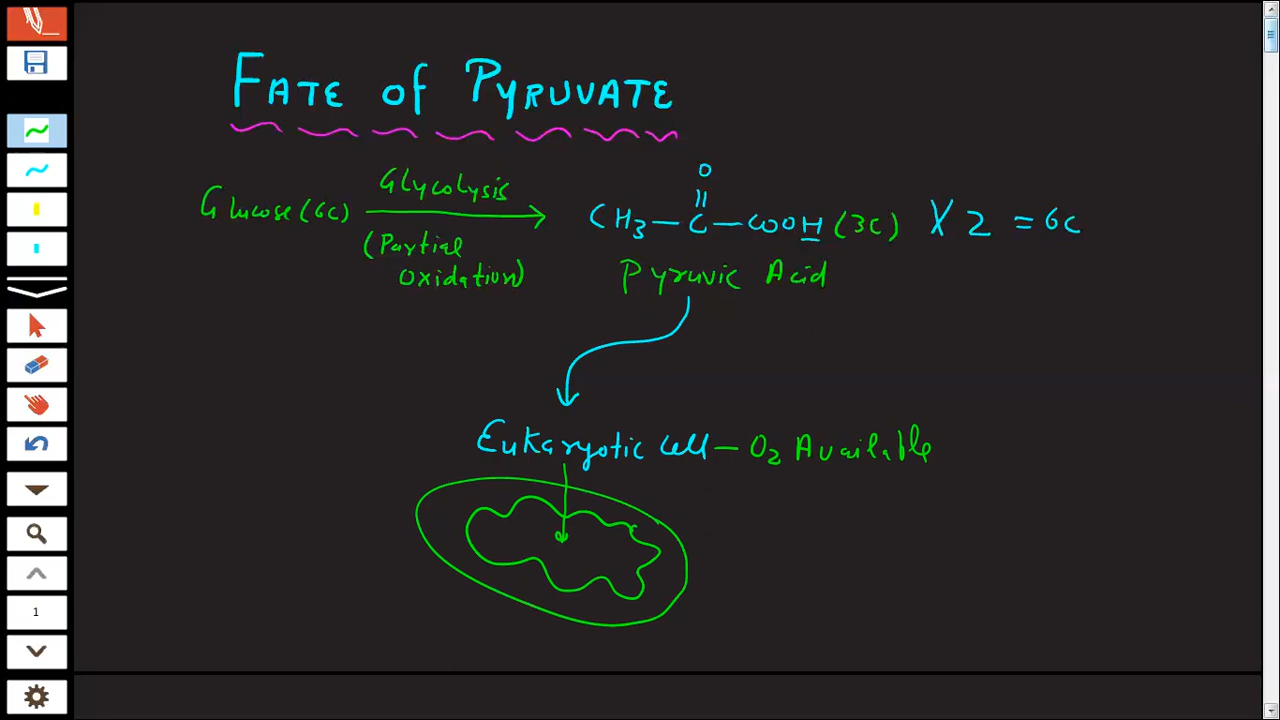 FATE of PYRUVATE
Glucose (6C) Glycolysis (Partial oxidation)
O
||
CH3—C—COOH (3C) X 2 = 6C
Pyruvic Acid
Eukaryotic cell — O2 Available
1